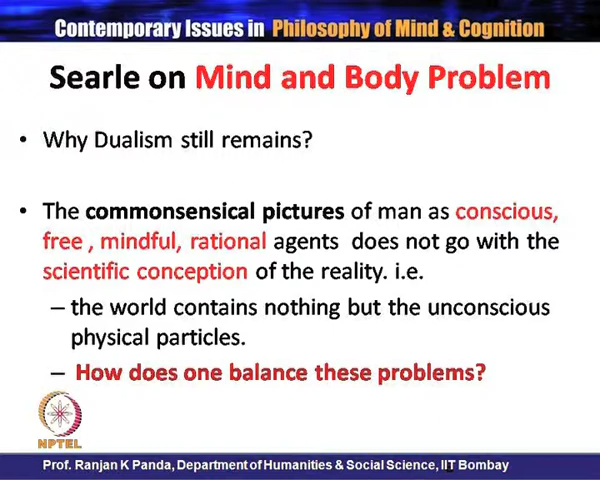 Contemporary Issues in Philosophy of Mind & Cognition
Searle on Mind and Body Problem
• Why Dualism still remains?
• The commonsensical pictures of man as conscious,
free , mindful, rational agents does not go with the
scientific conception of the reality. i.e.
– the world contains nothing but the unconscious
physical particles.
– How does one balance these problems?
NPTEL
Prof. Ranjan K Panda, Department of Humanities & Social Science, IIT Bombay